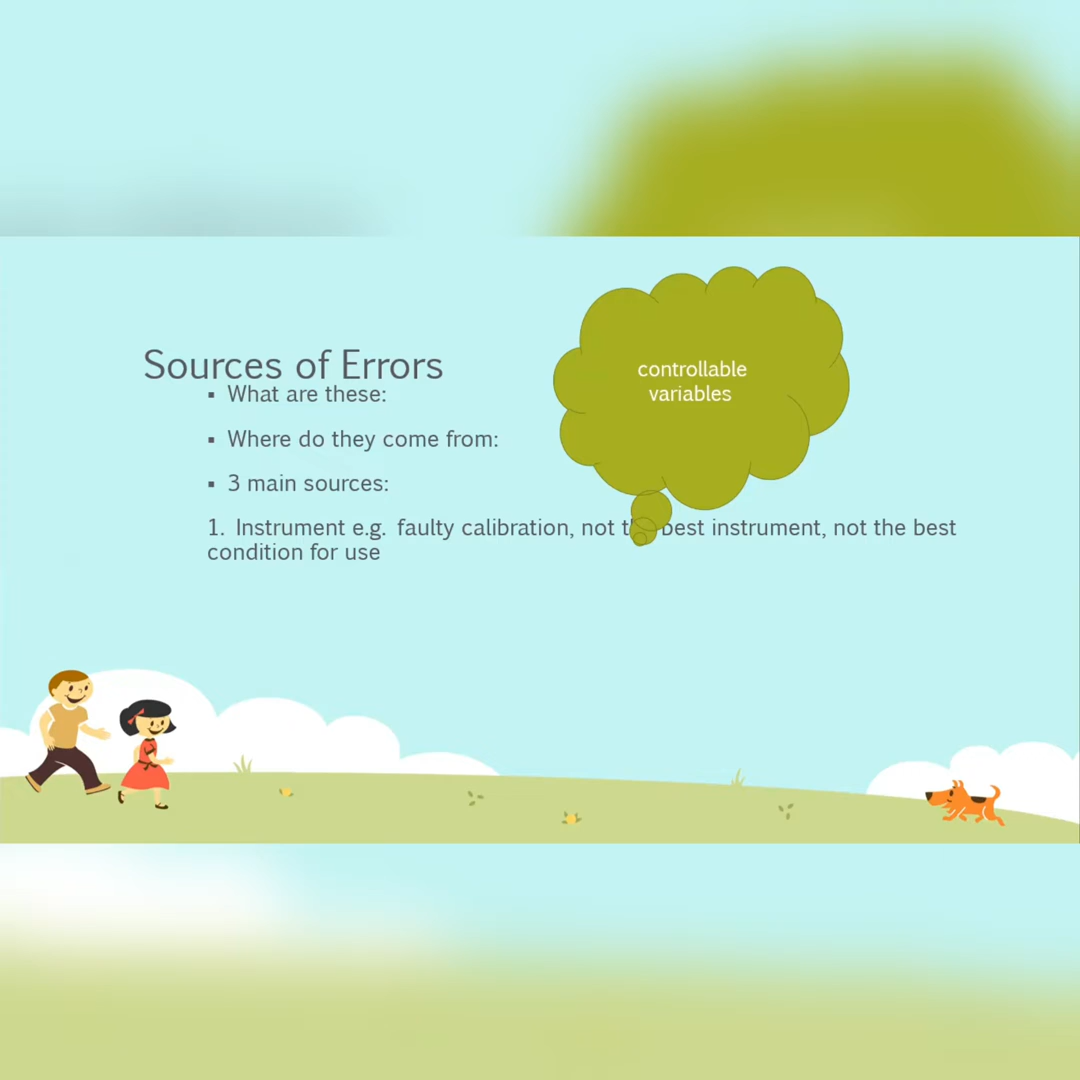 controllable
variables
Sources of Errors
▪ What are these:
▪ Where do they come from:
▪ 3 main sources:
1. Instrument e.g. faulty calibration, not best instrument, not the best
condition for use